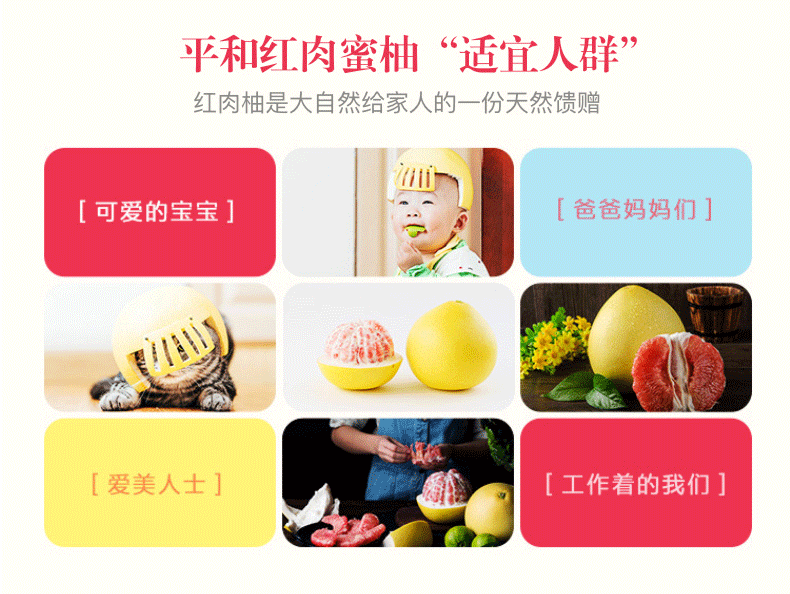 平和红肉蜜柚“适宜人群”
红肉柚是大自然给家人的一份天然馈赠
[ 可爱的宝宝 ]
[ 爸爸妈妈们 ]
[ 爱美人士 ]
[ 工作着的我们 ]